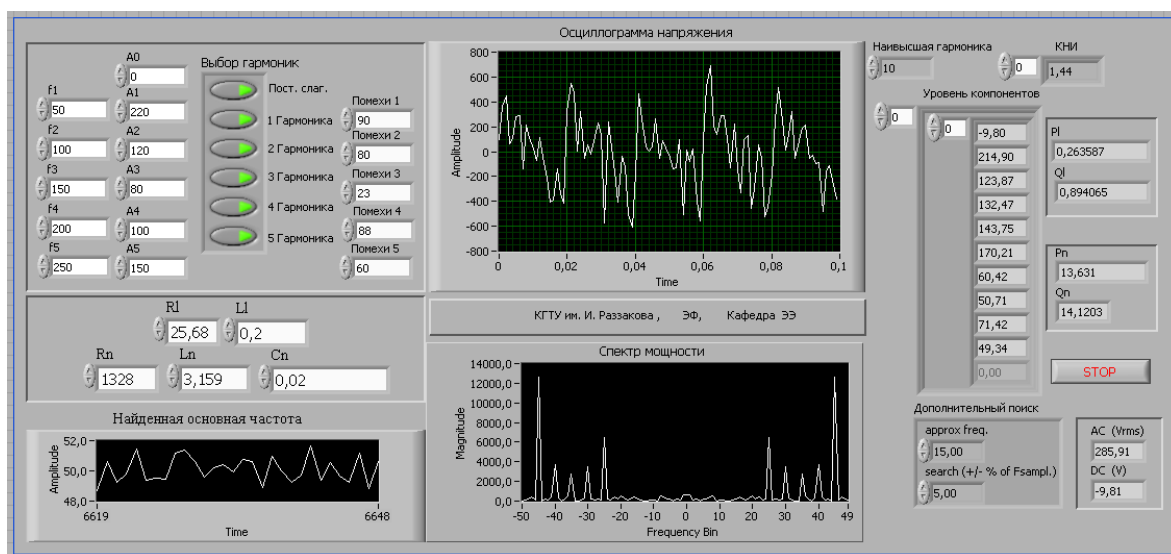 A0
0
f1
50
A1
220
f2
100
A2
120
f3
150
A3
80
f4
200
A4
100
f5
250
A5
150
Выбор гармоник
Пост. слаг.
1 Гармоника
2 Гармоника
3 Гармоника
4 Гармоника
5 Гармоника
Помехи 1
90
Помехи 2
80
Помехи 3
23
Помехи 4
88
Помехи 5
60
Rl
25,68
Ll
0,2
Rn
1328
Ln
3,159
Cn
0,02
Найденная основная частота
Amplitude
52,0
50,0
48,0
6619
6648
Time
Осциллограмма напряжения
Amplitude
800
600
400
200
0
-200
-400
-600
-800
0
0,02
0,04
0,06
0,08
0,1
Time
КГТУ им. И. Раззакова , ЭФ, Кафедра ЭЭ
Спектр мощности
Magnitude
14000,0
12000,0
10000,0
8000,0
6000,0
4000,0
2000,0
0,0
-50
-40
-30
-20
-10
0
10
20
30
40
49
Frequency Bin
Наивысшая гармоника
10
КНИ
0
1,44
Уровень компонентов
0
0
-9,80
214,90
123,87
132,47
143,75
170,21
60,42
50,71
71,42
49,34
0,00
Pl
0,263587
Ql
0,894065
Pn
13,631
Qn
14,1203
STOP
Дополнительный поиск
approx freq.
15,00
search (+/- % of Fsampl.)
5,00
AC (Vrms)
285,91
DC (V)
-9,81